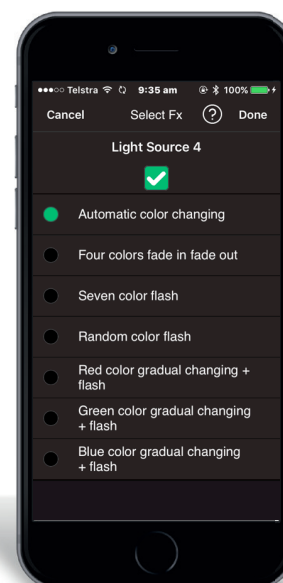 Telstra 9:35 am 100%
Cancel Select Fx ? Done
Light Source 4
Automatic color changing
Four colors fade in fade out
Seven color flash
Random color flash
Red color gradual changing +
flash
Green color gradual changing
+ flash
Blue color gradual changing
+ flash